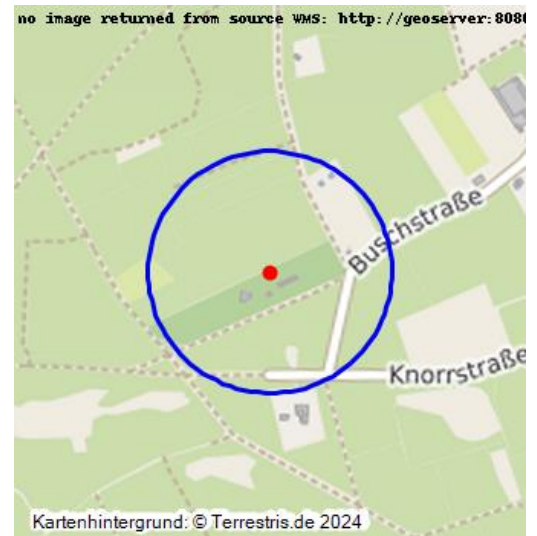 no image returned from source WMS: http://geoserver:8080
Buschstraße
Knorrstraße
Kartenhintergrund: © Terrestris.de 2024